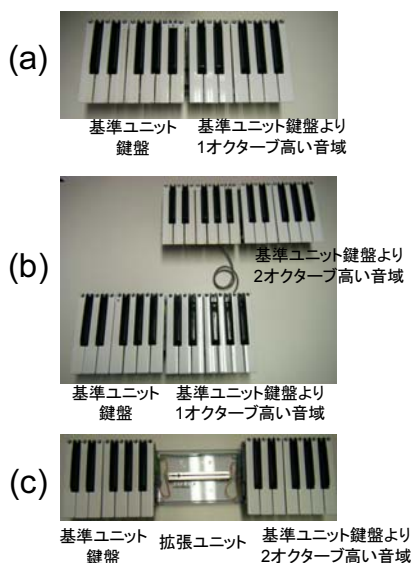 (a)
基準ユニット
鍵盤
基準ユニット鍵盤より
1オクターブ高い音域
(b)
基準ユニット鍵盤より
2オクターブ高い音域
基準ユニット
鍵盤
基準ユニット鍵盤より
1オクターブ高い音域
(c)
基準ユニット
鍵盤
拡張ユニット
基準ユニット鍵盤より
2オクターブ高い音域